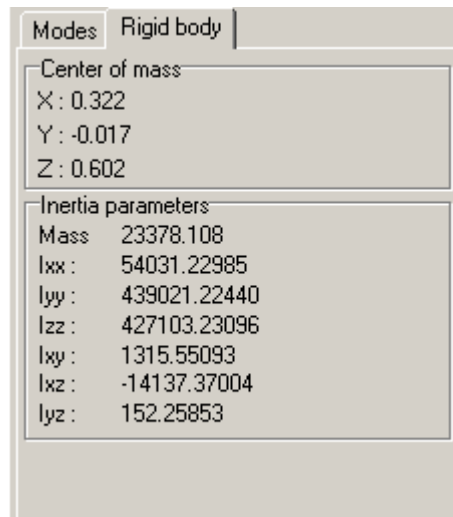 Modes Rigid body
Center of mass
X : 0.322
Y : -0.017
Z : 0.602
Inertia parameters
Mass 23378.108
Ixx : 54031.22985
Iyy : 439021.22440
Izz : 427103.23096
Ixy : 1315.55093
Ixz : -14137.37004
Iyz : 152.25853